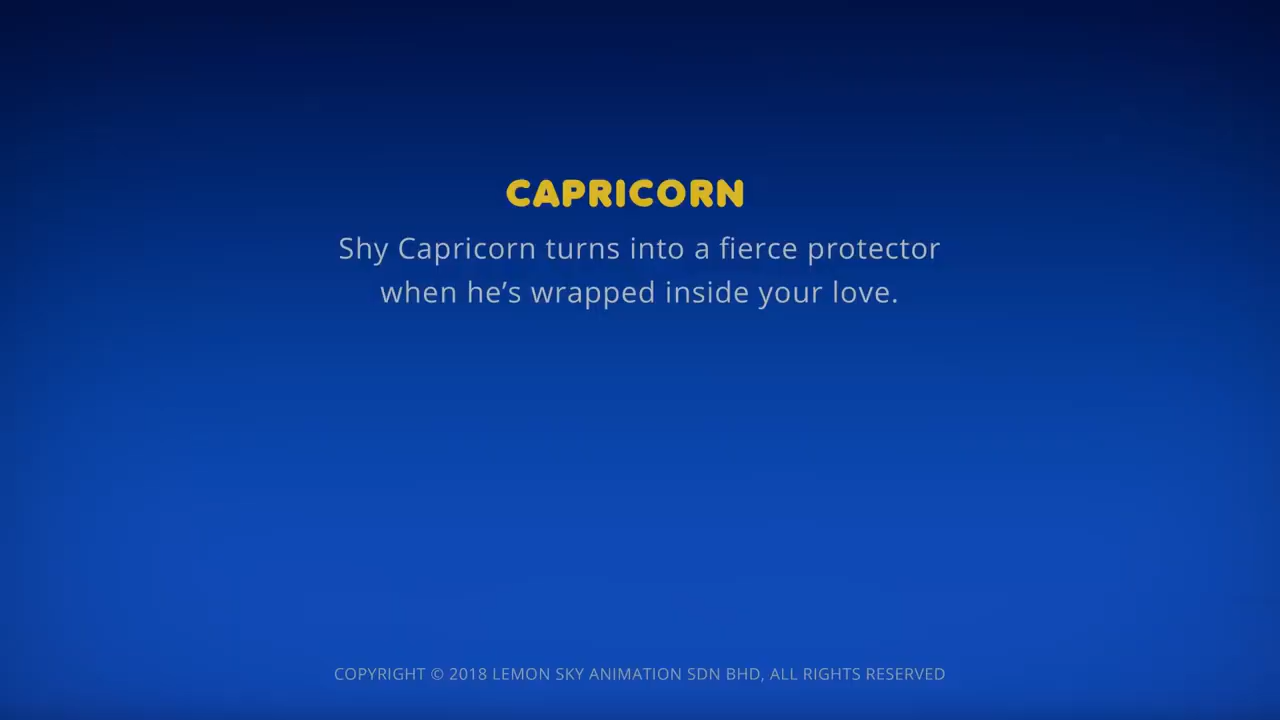 CAPRICORN
Shy Capricorn turns into a fierce protector
when he’s wrapped inside your love.
COPYRIGHT © 2018 LEMON SKY ANIMATION SDN BHD, ALL RIGHTS RESERVED